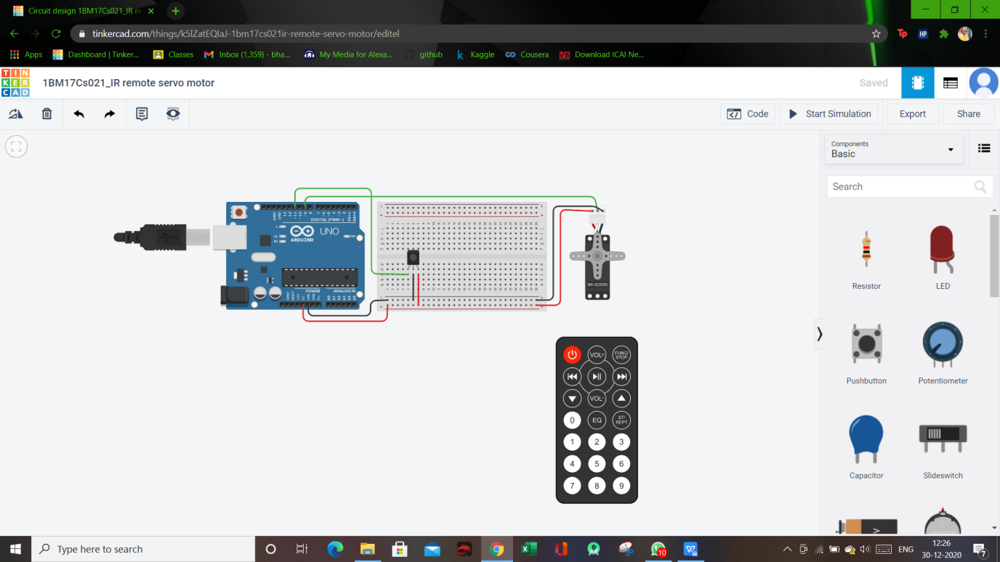 Circuit design 1BM17Cs021_IR re
tinkercad.com/things/k5lZatEQIaJ-1bm17cs021ir-remote-servo-motor/editel
Apps
Dashboard | Tinker...
Classes
Inbox (1,359) - bha...
My Media for Alexa...
github
Kaggle
Cousera
Download ICAI Ne...
TIN
KER
CAD
1BM17Cs021_IR remote servo motor
Saved
Code
Start Simulation
Export
Share
Components
Basic
Search
DIGITAL (PWM ~)
UNO
ARDUINO
ON
POWER
ANALOG IN
SM-S2309S
VOL+
FUNC/
STOP
VOL-
0
EQ
ST/
REPT
1
2
3
4
5
6
7
8
9
Resistor
LED
Pushbutton
Potentiometer
Capacitor
Slideswitch
V
Type here to search
10
ENG
12:26
30-12-2020
7